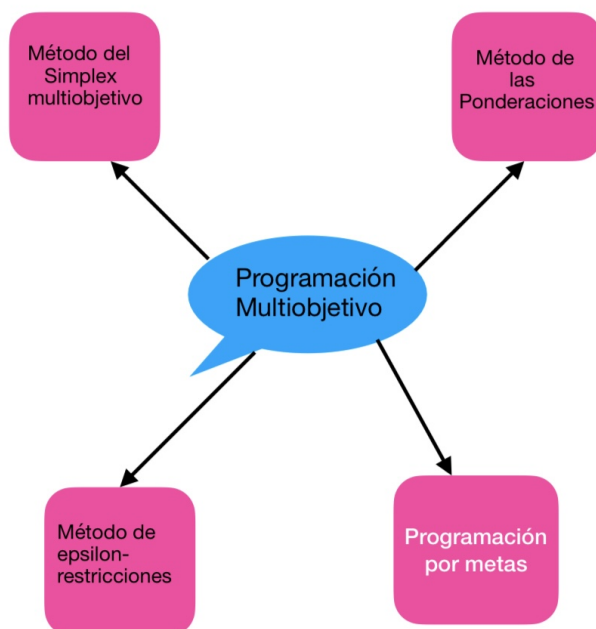 Método del
Simplex
multiobjetivo
Método de
las
Ponderaciones
Programación
Multiobjetivo
Método de
epsilon-
restricciones
Programación
por metas